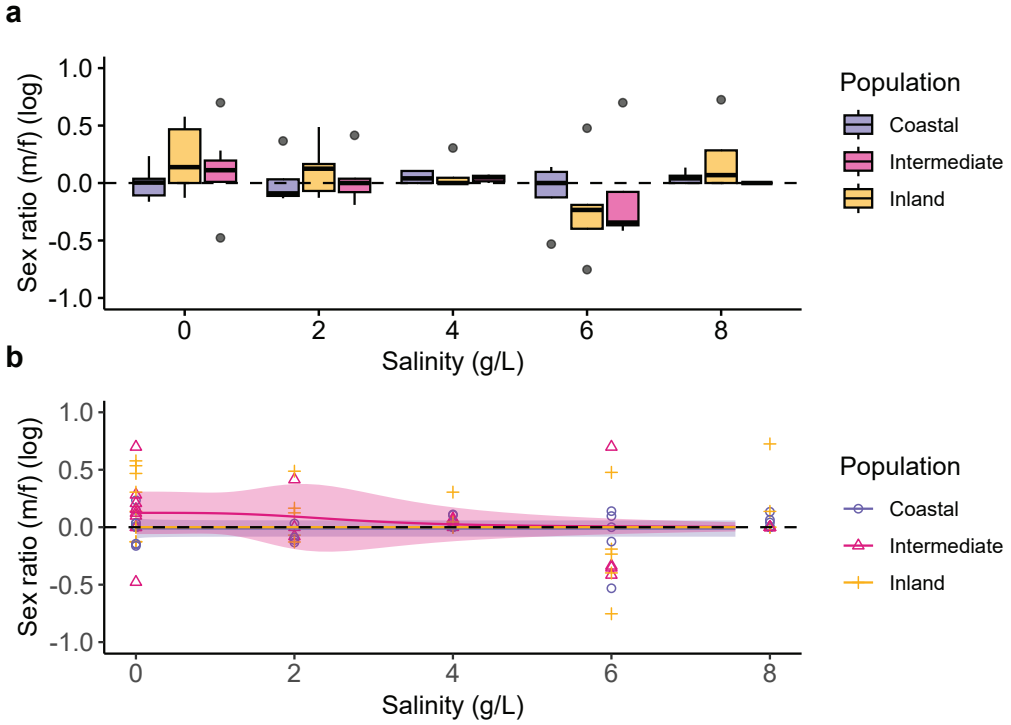 a
Sex ratio (m/f) (log)
1.0
0.5
0.0
-0.5
-1.0
0 2 4 6 8
Salinity (g/L)
Population
Coastal
Intermediate
Inland
b
Sex ratio (m/f) (log)
1.0
0.5
0.0
-0.5
-1.0
0 2 4 6 8
Salinity (g/L)
Population
Coastal
Intermediate
Inland